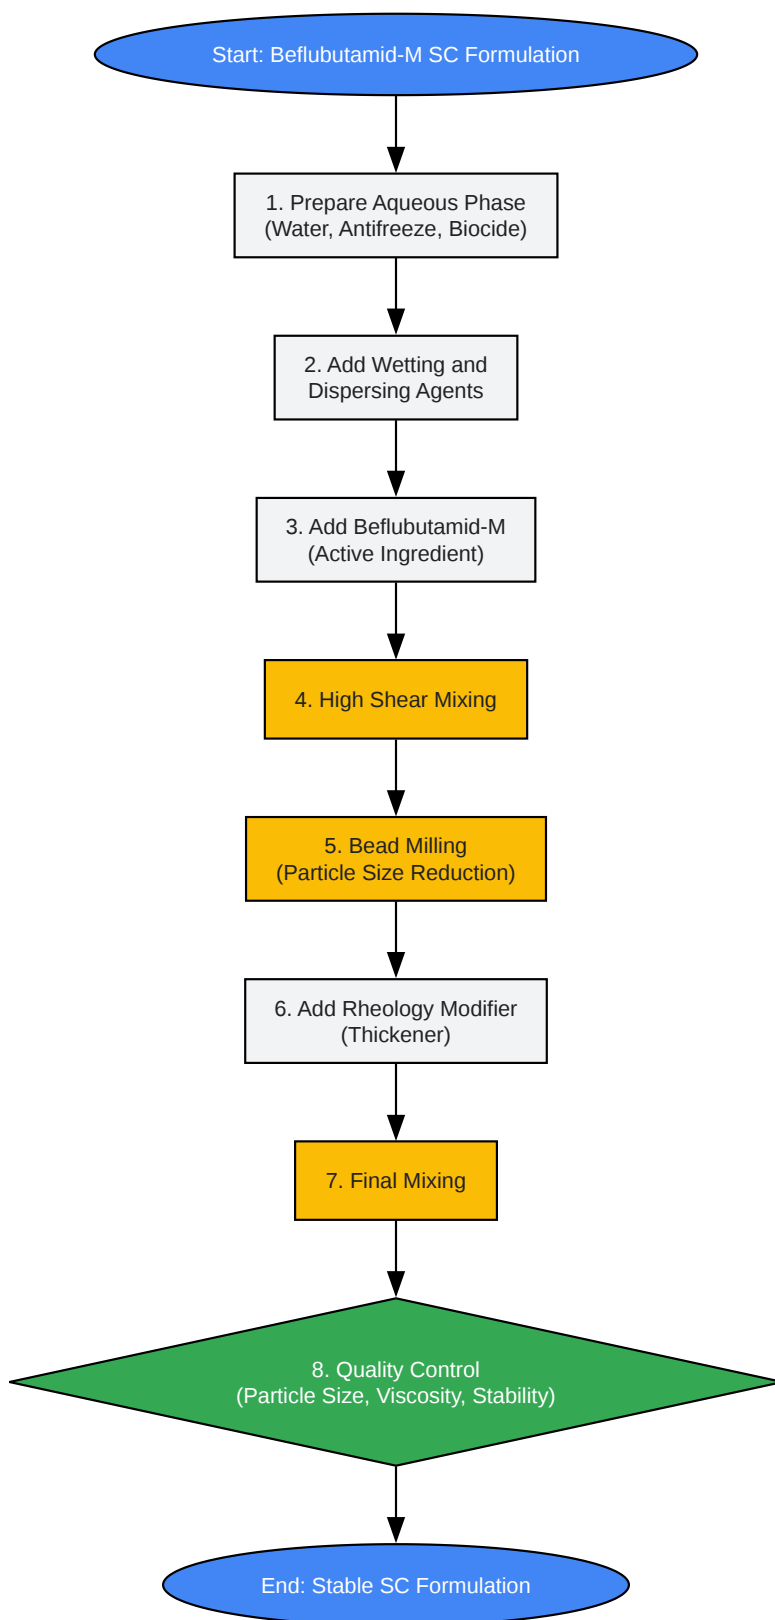 Start: Beflubutamid-M SC Formulation
1. Prepare Aqueous Phase
(Water, Antifreeze, Biocide)
2. Add Wetting and
Dispersing Agents
3. Add Beflubutamid-M
(Active Ingredient)
4. High Shear Mixing
5. Bead Milling
(Particle Size Reduction)
6. Add Rheology Modifier
(Thickener)
7. Final Mixing
8. Quality Control
(Particle Size, Viscosity, Stability)
End: Stable SC Formulation